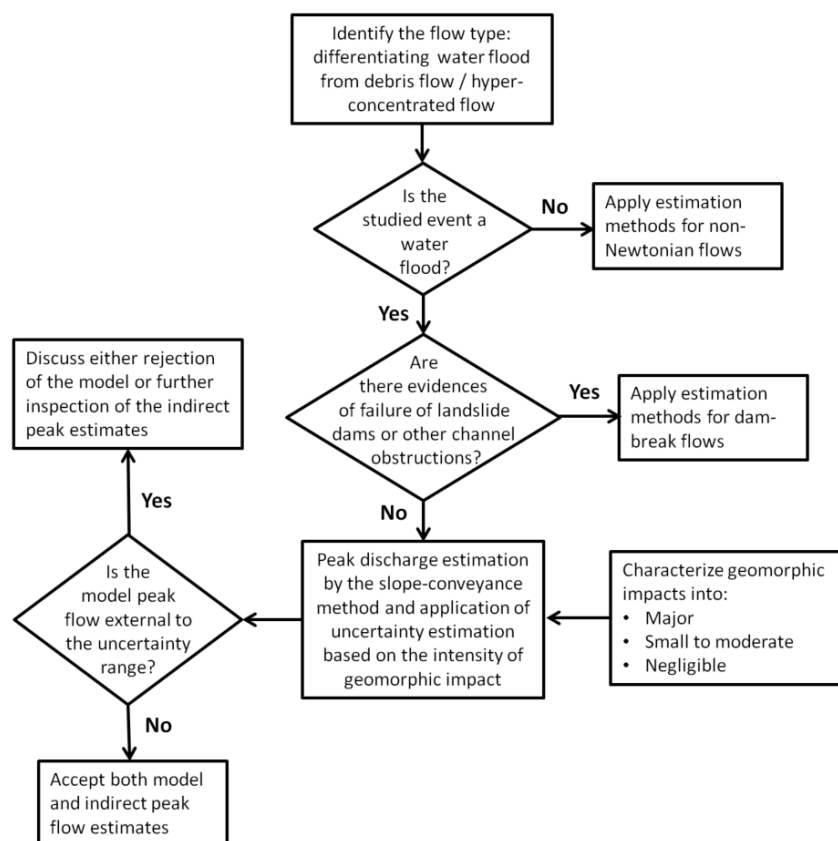 Identify the flow type:
differentiating water flood
from debris flow / hyper-
concentrated flow
Is the
studied event a
water
flood?
No
Apply estimation
methods for non-
Newtonian flows
Yes
Are
there evidences
of failure of landslide
dams or other channel
obstructions?
Yes
Apply estimation
methods for dam-
break flows
No
Peak discharge estimation
by the slope-conveyance
method and application of
uncertainty estimation
based on the intensity of
geomorphic impact
Characterize geomorphic
impacts into:
• Major
• Small to moderate
• Negligible
Is the
model peak
flow external to
the uncertainty
range?
Yes
Discuss either rejection
of the model or further
inspection of the indirect
peak estimates
No
Accept both model
and indirect peak
flow estimates